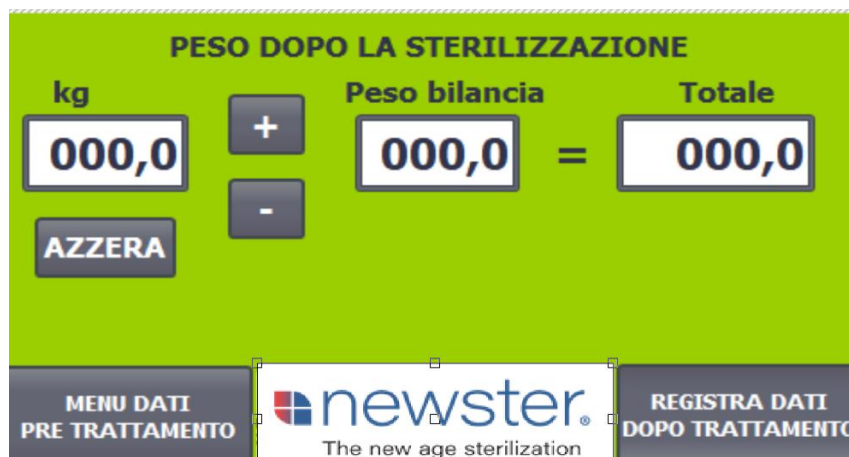 PESO DOPO LA STERILIZZAZIONE
kg
Peso bilancia
Totale
000,0
+
-
000,0
=
000,0
AZZERA
MENU DATI
PRE TRATTAMENTO
newster®
The new age sterilization
REGISTRA DATI
DOPO TRATTAMENTO